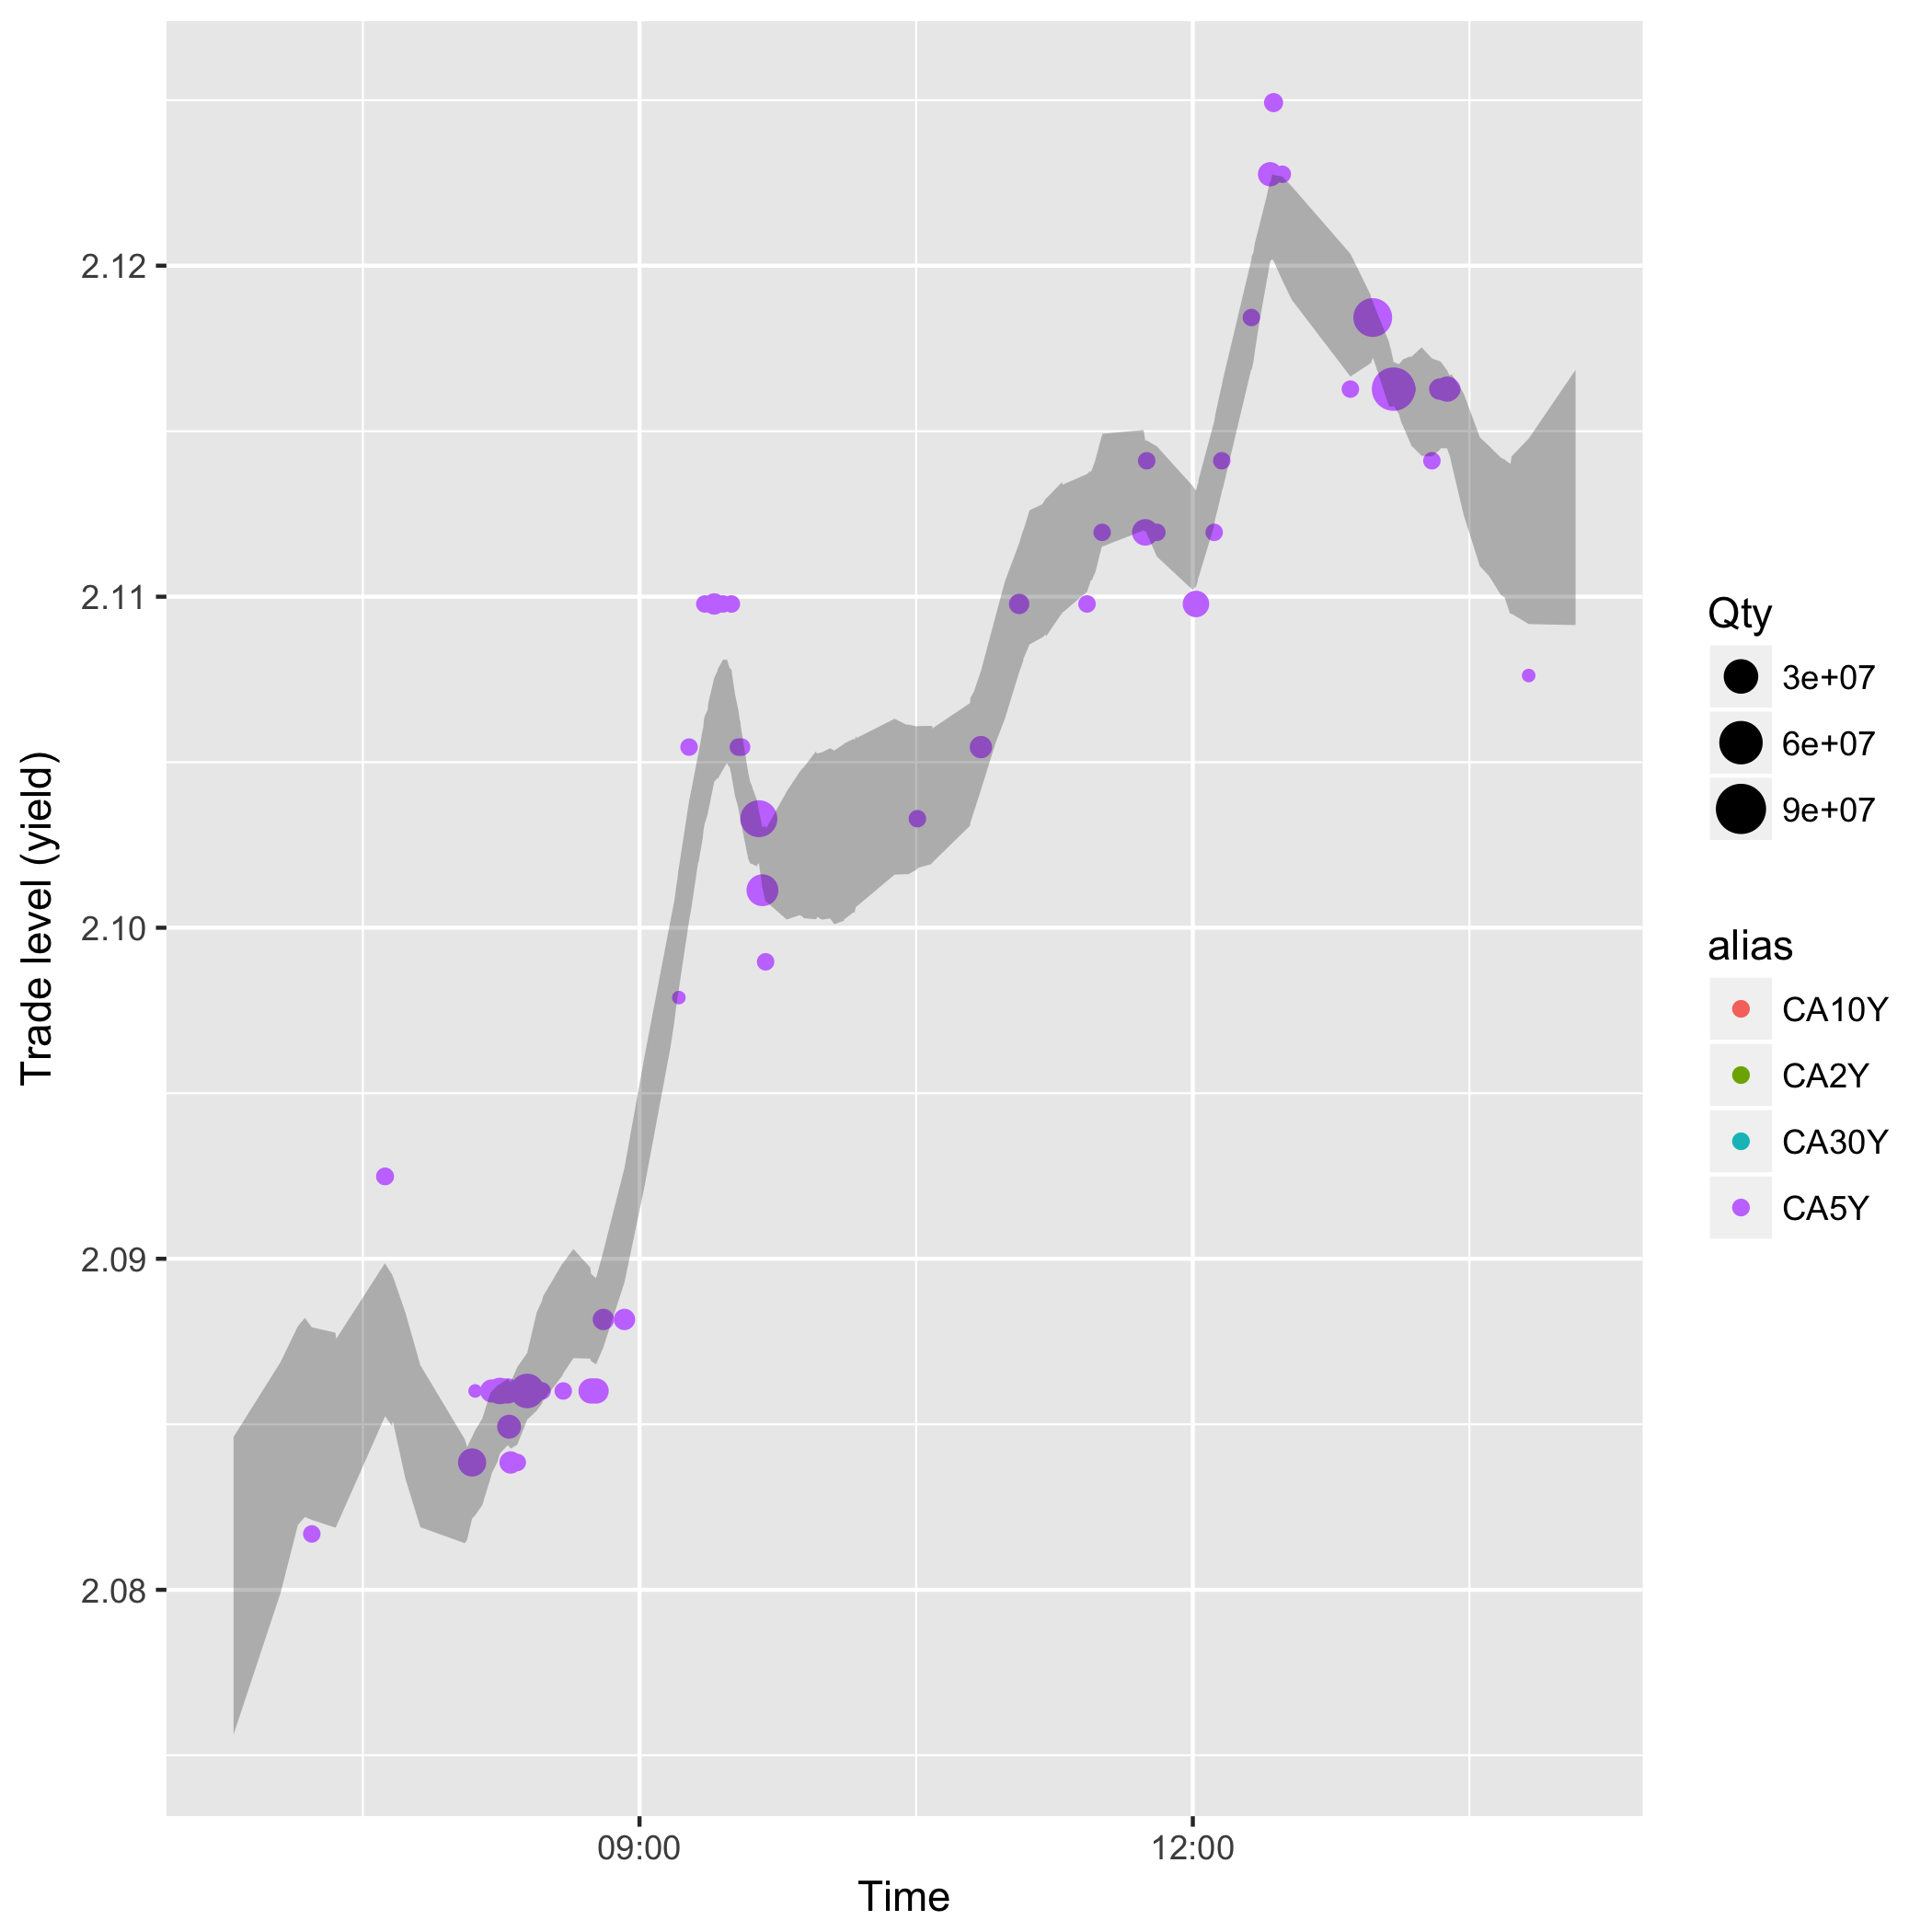 Trade level (yield)
2.12
2.11
2.10
2.09
2.08
09:00
12:00
Time
Qty
3e+07
6e+07
9e+07
alias
CA10Y
CA2Y
CA30Y
CA5Y